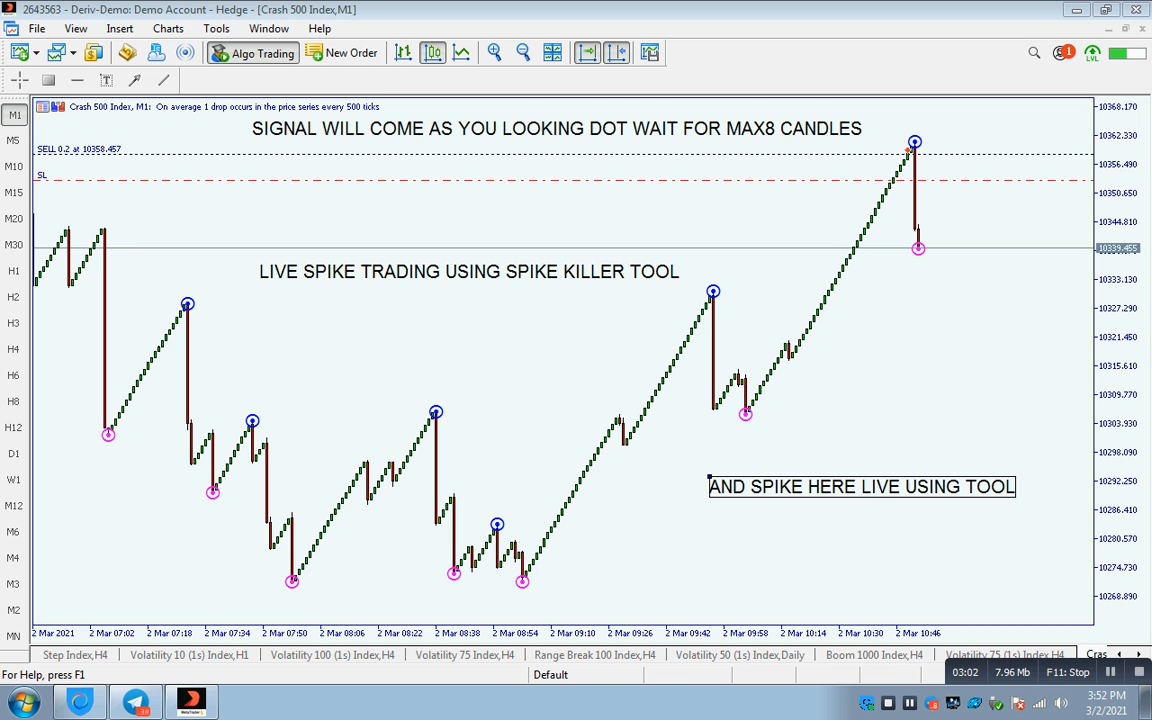 2643563 - Deriv-Demo: Demo Account - Hedge - [Crash 500 Index,M1]
File View Insert Charts Tools Window Help
Algo Trading New Order 1 LVL
T
M1
M5
M10
M15
M20
M30
H1
H2
H3
H4
H6
H8
H12
D1
W1
M12
M6
M4
M3
M2
MN
Crash 500 Index, M1: On average 1 drop occurs in the price series every 500 ticks
SIGNAL WILL COME AS YOU LOOKING DOT WAIT FOR MAX8 CANDLES
SELL 0.2 at 10358.457
SL
LIVE SPIKE TRADING USING SPIKE KILLER TOOL
AND SPIKE HERE LIVE USING TOOL
10368.170
10362.330
10356.490
10350.650
10344.810
10339.455
10333.130
10327.290
10321.450
10315.610
10309.770
10303.930
10298.090
10292.250
10286.410
10280.570
10274.730
10268.890
2 Mar 2021 2 Mar 07:02 2 Mar 07:18 2 Mar 07:34 2 Mar 07:50 2 Mar 08:06 2 Mar 08:22 2 Mar 08:38 2 Mar 08:54 2 Mar 09:10 2 Mar 09:26 2 Mar 09:42 2 Mar 09:58 2 Mar 10:14 2 Mar 10:30 2 Mar 10:46
Step Index,H4 Volatility 10 (1s) Index,H1 Volatility 100 (1s) Index,H4 Volatility 75 Index,H4 Range Break 100 Index,H4 Volatility 50 (1s) Index,Daily Boom 1000 Index,H4 Volatility 75 (1s) Index,H4 Cras
For Help, press F1 Default
03:02 7.96 Mb F11: Stop
3:52 PM
3/2/2021